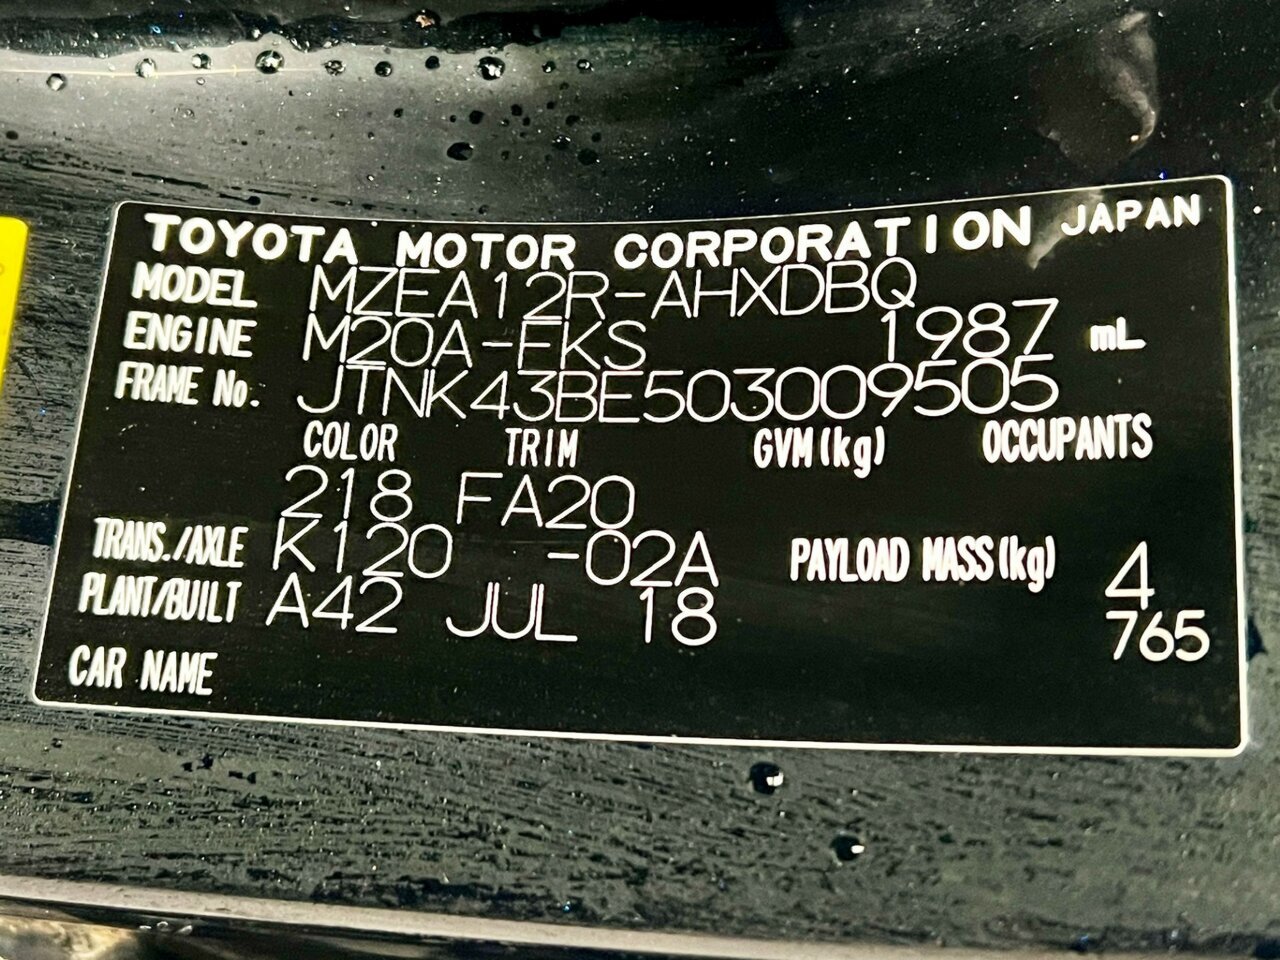 TOYOTA MOTOR CORPORATION JAPAN
MODEL MZEA12R-AHXDBQ
ENGINE M20A-FKS 1987 mL
FRAME No. JTNK43BE503009505
COLOR TRIM GVM(kg) OCCUPANTS
218 FA20
TRANS./AXLE K120 -02A PAYLOAD MASS(kg) 4
PLANT/BUILT A42 JUL 18 765
CAR NAME